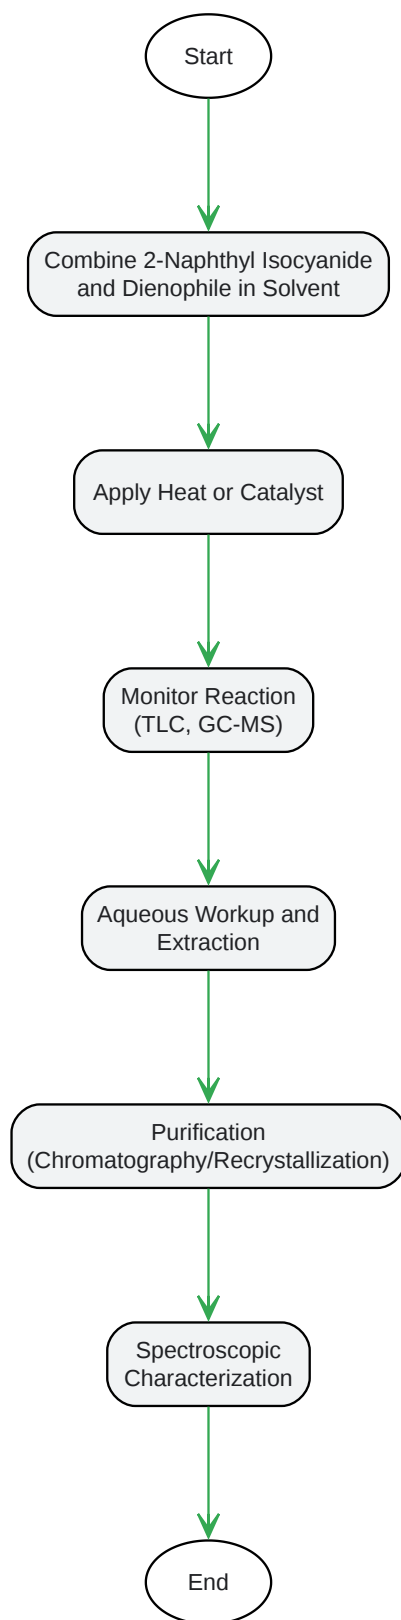 Start
Combine 2-Naphthyl Isocyanide
and Dienophile in Solvent
Apply Heat or Catalyst
Monitor Reaction
(TLC, GC-MS)
Aqueous Workup and
Extraction
Purification
(Chromatography/Recrystallization)
Spectroscopic
Characterization
End